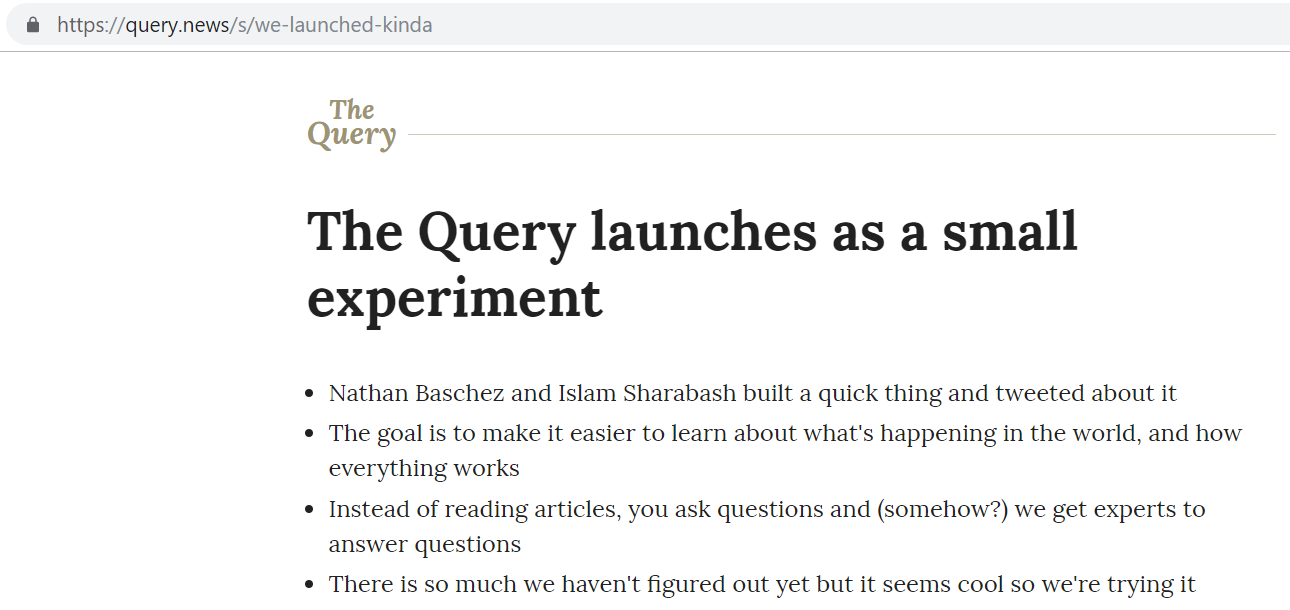 https://query.news/s/we-launched-kinda
The
Query
The Query launches as a small
experiment
• Nathan Baschez and Islam Sharabash built a quick thing and tweeted about it
• The goal is to make it easier to learn about what's happening in the world, and how
everything works
• Instead of reading articles, you ask questions and (somehow?) we get experts to
answer questions
• There is so much we haven't figured out yet but it seems cool so we're trying it